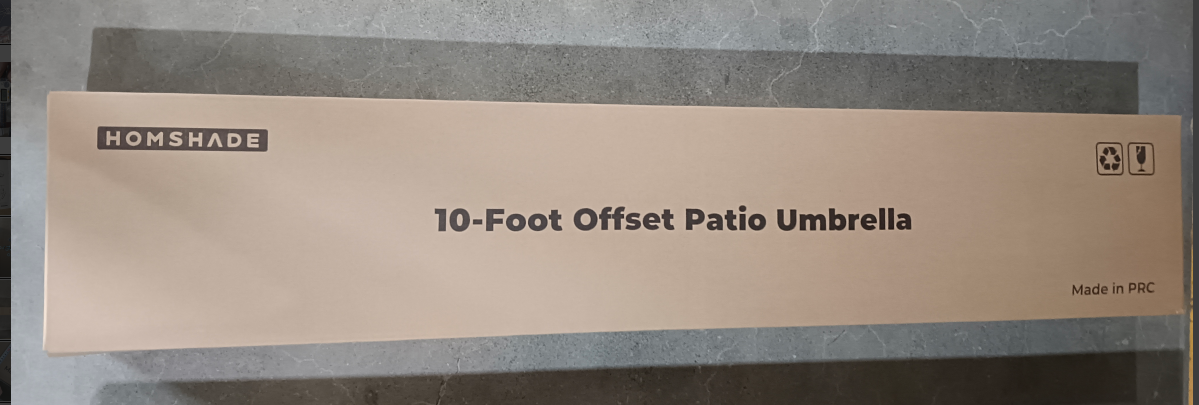 HOMSHADE
10-Foot Offset Patio Umbrella
Made in PRC